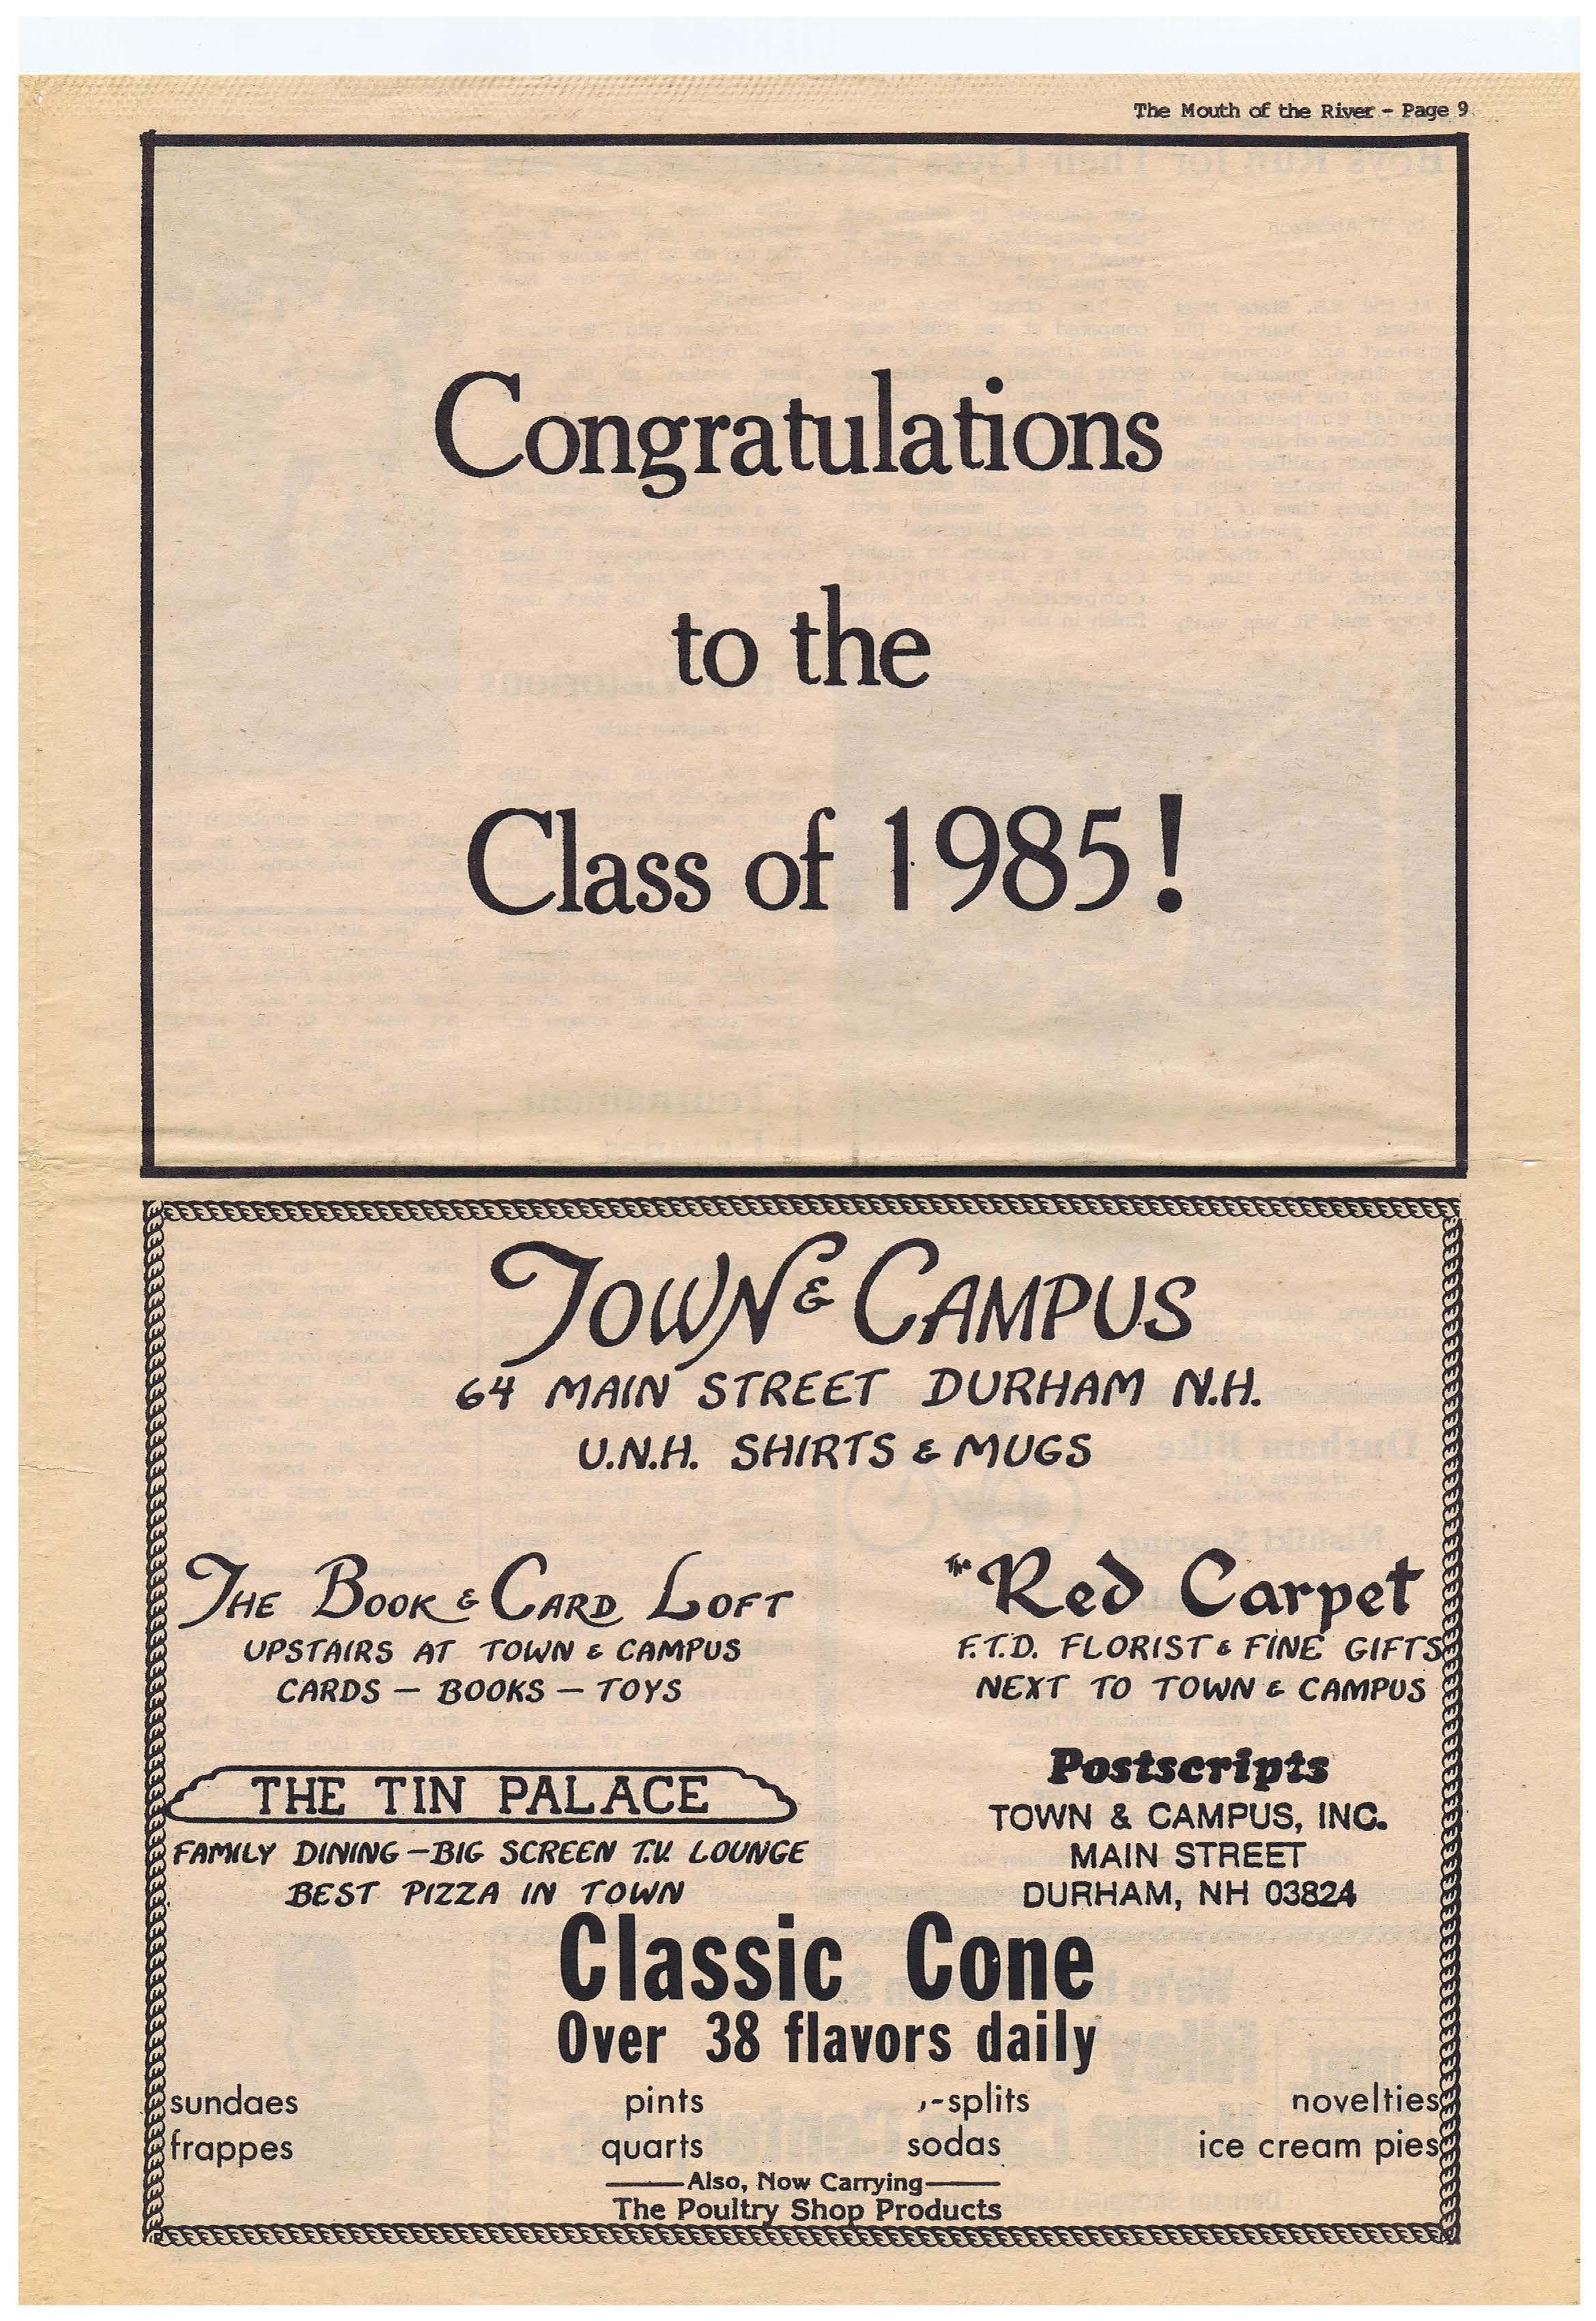 The Mouth of the River - Page 9
Congratulations
to the
Class of 1985!
TOWN & CAMPUS
64 MAIN STREET DURHAM N.H.
U.N.H. SHIRTS & MUGS
THE BOOK & CARD LOFT
UPSTAIRS AT TOWN & CAMPUS
CARDS — BOOKS — TOYS
The Red Carpet
F.T.D. FLORIST & FINE GIFTS
NEXT TO TOWN & CAMPUS
THE TIN PALACE
FAMILY DINING — BIG SCREEN T.V. LOUNGE
BEST PIZZA IN TOWN
Postscripts
TOWN & CAMPUS, INC.
MAIN STREET
DURHAM, NH 03824
Classic Cone
Over 38 flavors daily
sundaes pints -splits novelties
frappes quarts sodas ice cream pies
Also, Now Carrying
The Poultry Shop Products